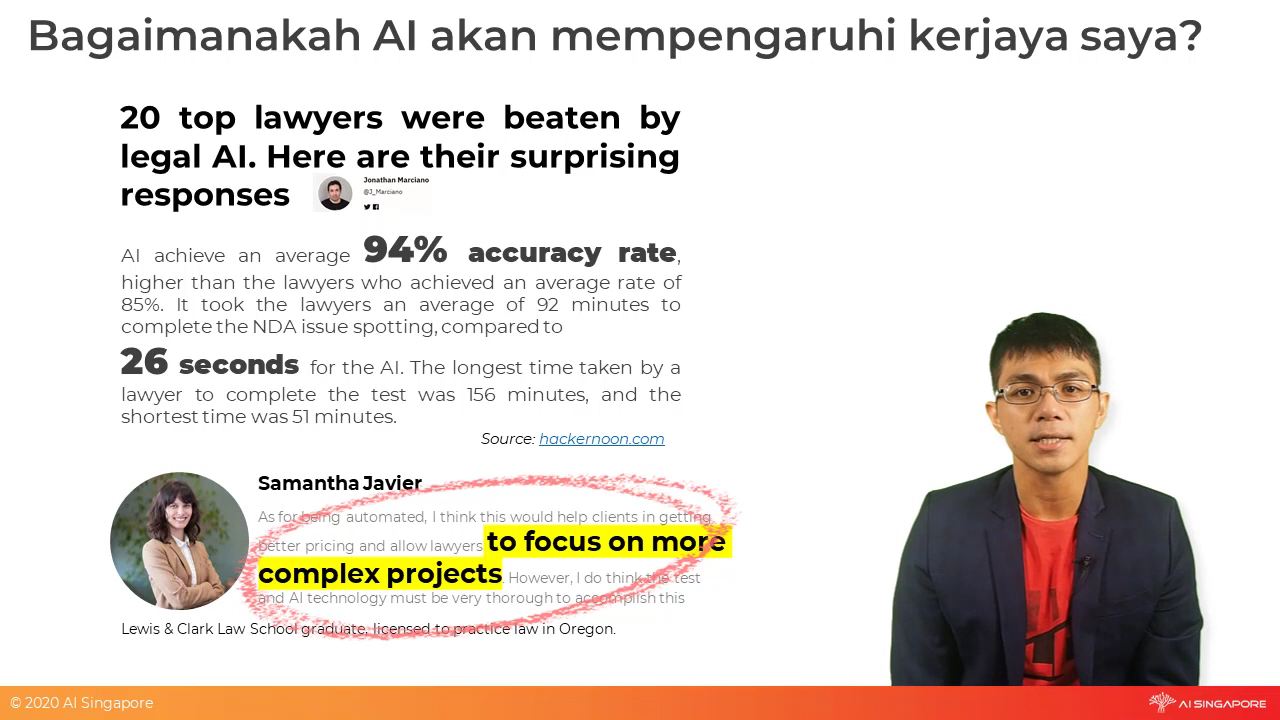 Bagaimanakah AI akan mempengaruhi kerjaya saya?
20 top lawyers were beaten by
legal AI. Here are their surprising
responses
Jonathan Marciano
@J_Marciano
AI achieve an average 94% accuracy rate,
higher than the lawyers who achieved an average rate of
85%. It took the lawyers an average of 92 minutes to
complete the NDA issue spotting, compared to
26 seconds for the AI. The longest time taken by a
lawyer to complete the test was 156 minutes, and the
shortest time was 51 minutes.
Source: hackernoon.com
Samantha Javier
As for being automated, I think this would help clients in getting
better pricing and allow lawyers to focus on more
complex projects. However, I do think the test
and AI technology must be very thorough to accomplish this
Lewis & Clark Law School graduate, licensed to practice law in Oregon.
© 2020 AI Singapore
AI SINGAPORE